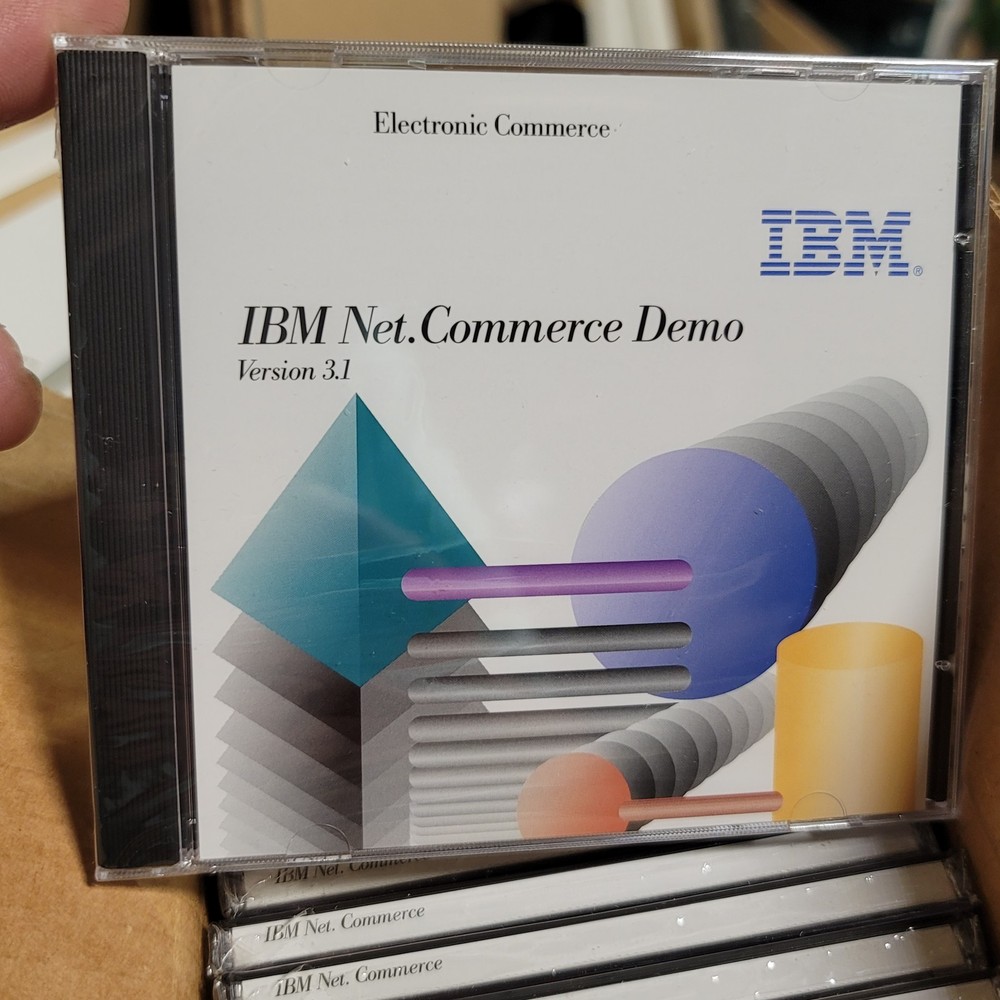 Electronic Commerce
IBM®
IBM Net.Commerce Demo
Version 3.1
IBM Net. Commerce
IBM Net. Commerce
IBM Net. Commerce